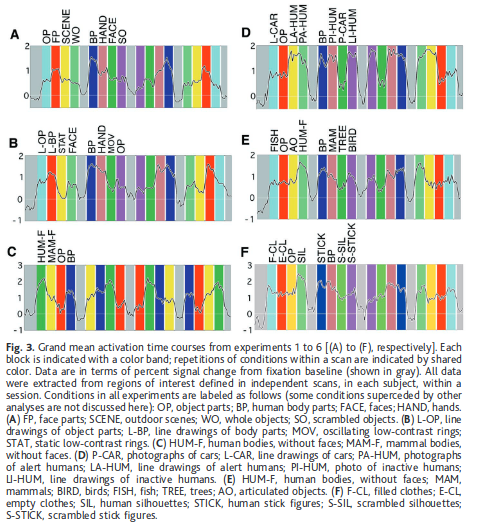 A
OP
FP
SCENE
WO
BP
HAND
FACE
SO
2
1
0
B
L-OP
L-BP
STAT
FACE
BP
HAND
MOV
OP
2
1
0
-1
C
HUM-F
MAM-F
OP
BP
3
2
1
0
-1
D
L-CAR
OP
LA-HUM
PA-HUM
BP
PI-HUM
P-CAR
LI-HUM
2
1
0
E
FISH
OP
AO
HUM-F
BP
MAM
TREE
BIRD
2
1
0
-1
F
F-CL
E-CL
OP
SIL
STICK
BP
S-SIL
S-STICK
3
2
1
0
-1
Fig. 3. Grand mean activation time courses from experiments 1 to 6 [(A) to (F), respectively]. Each
block is indicated with a color band; repetitions of conditions within a scan are indicated by shared
color. Data are in terms of percent signal change from fixation baseline (shown in gray). All data
were extracted from regions of interest defined in independent scans, in each subject, within a
session. Conditions in all experiments are labeled as follows (some conditions superceded by other
analyses are not discussed here): OP, object parts; BP, human body parts; FACE, faces; HAND, hands.
(A) FP, face parts; SCENE, outdoor scenes; WO, whole objects; SO, scrambled objects. (B) L-OP, line
drawings of object parts; L-BP, line drawings of body parts; MOV, oscillating low-contrast rings;
STAT, static low-contrast rings. (C) HUM-F, human bodies, without faces; MAM-F, mammal bodies,
without faces. (D) P-CAR, photographs of cars; L-CAR, line drawings of cars; PA-HUM, photographs
of alert humans; LA-HUM, line drawings of alert humans; PI-HUM, photo of inactive humans;
LI-HUM, line drawings of inactive humans. (E) HUM-F, human bodies, without faces; MAM,
mammals; BIRD, birds; FISH, fish; TREE, trees; AO, articulated objects. (F) F-CL, filled clothes; E-CL,
empty clothes; SIL, human silhouettes; STICK, human stick figures; S-SIL, scrambled silhouettes;
S-STICK, scrambled stick figures.